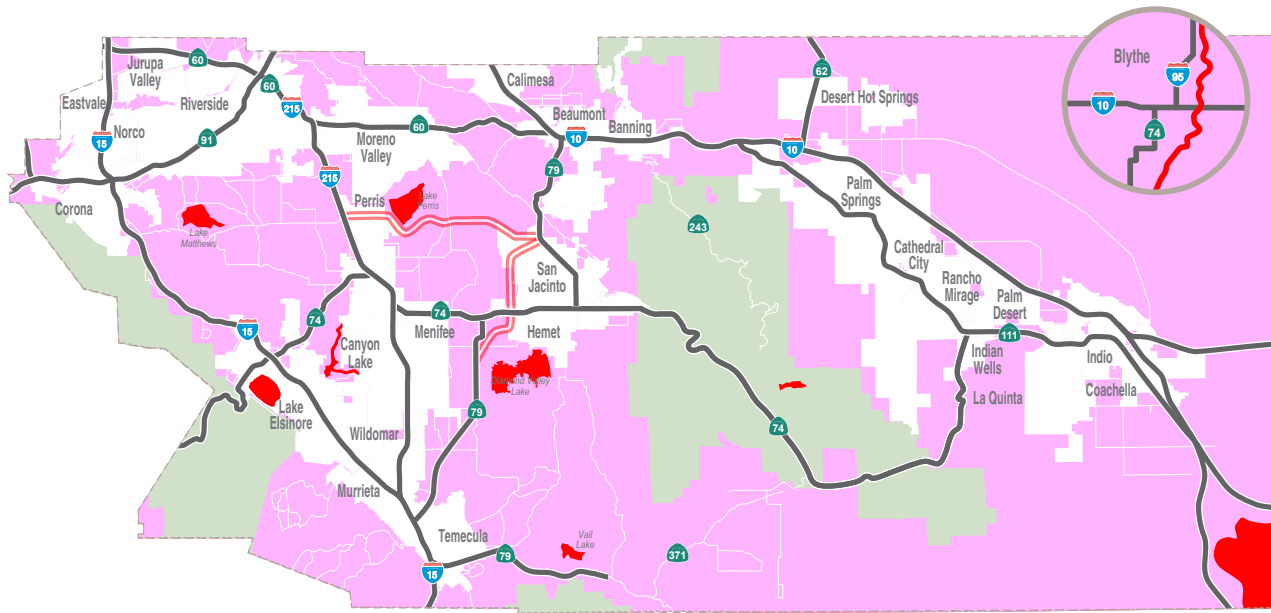 Blythe
95
10
74
60
Jurupa
Valley
60
62
Calimesa
Eastvale
Riverside
215
Desert Hot Springs
Beaumont
Banning
60
Norco
15
91
Moreno
Valley
10
10
79
215
Perris
Lake
Perris
Palm
Springs
Corona
Lake
Matthews
243
Cathedral
City
San
Jacinto
Rancho
Mirage
Palm
Desert
74
74
15
Menifee
Hemet
111
Canyon
Lake
Indian
Wells
Indio
Diamond Valley
Lake
Coachella
La Quinta
Lake
Elsinore
79
74
Wildomar
Murrieta
Temecula
Vail
Lake
79
371
15